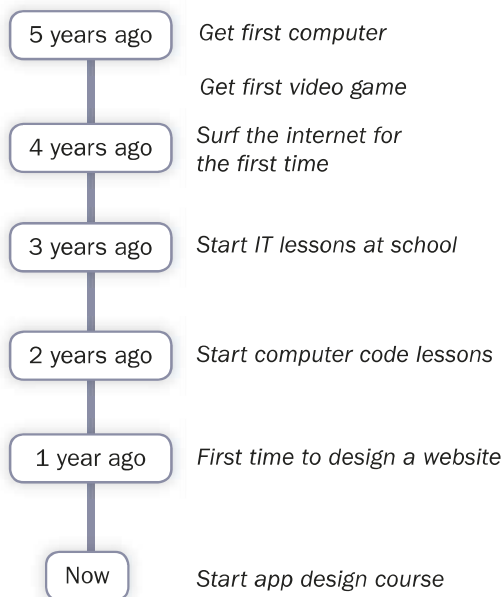 5 years ago
Get first computer
Get first video game
4 years ago
Surf the internet for
the first time
3 years ago
Start IT lessons at school
2 years ago
Start computer code lessons
1 year ago
First time to design a website
Now
Start app design course